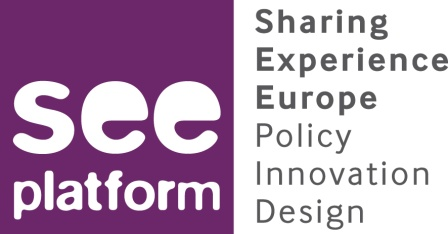 see
platform
Sharing
Experience
Europe
Policy
Innovation
Design